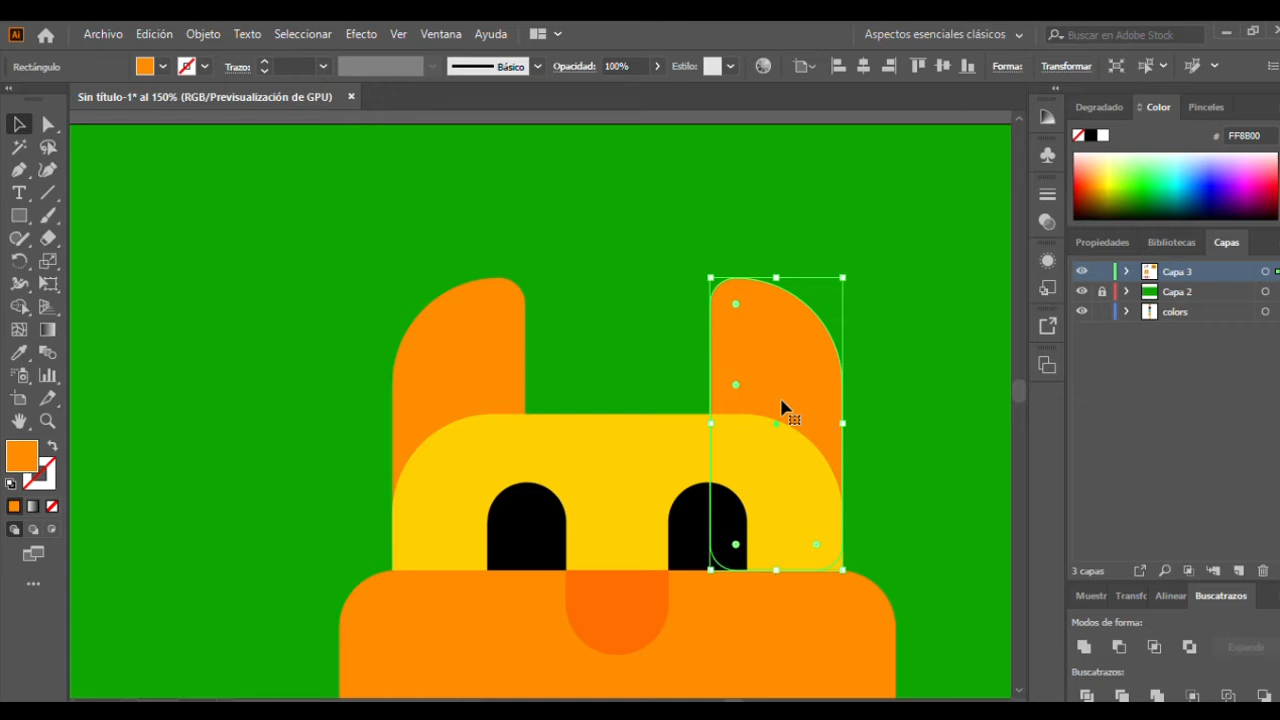 Ai Archivo Edición Objeto Texto Seleccionar Efecto Ver Ventana Ayuda Aspectos esenciales clásicos Buscar en Adobe Stock
Rectángulo Trazo: Básico Opacidad: 100% Estilo: Forma: Transformar
Sin título-1* al 150% (RGB/Previsualización de GPU)
Degradado Color Pinceles
# FF8B00
Propiedades Bibliotecas Capas
Capa 3
Capa 2
colors
3 capas
Muestr Transfo Alinear Buscatrazos
Modos de forma:
Expande
Buscatrazos: